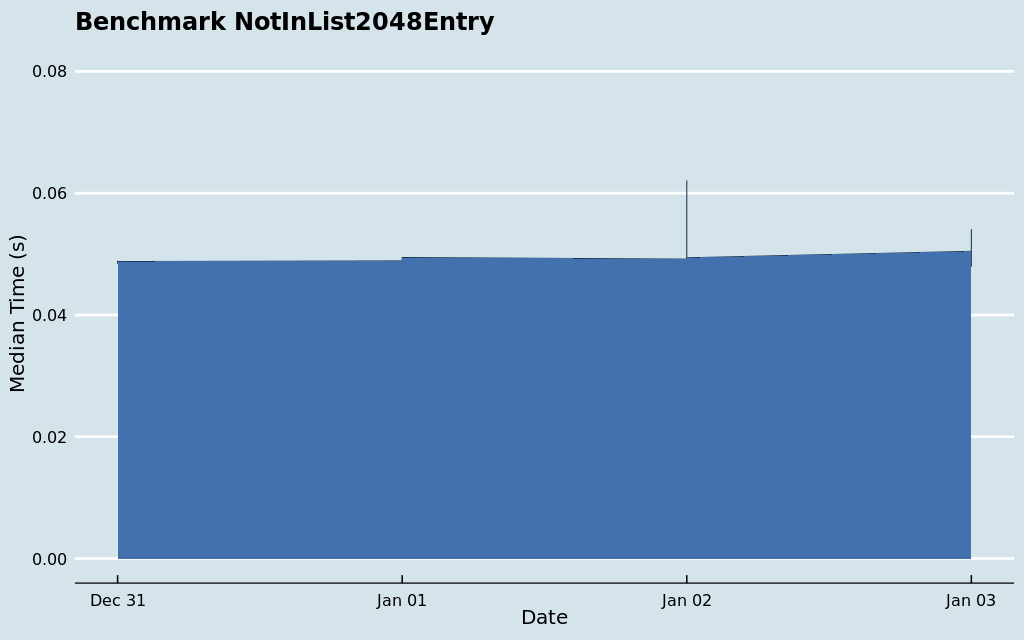 Benchmark NotInList2048Entry
Median Time (s)
0.08
0.06
0.04
0.02
0.00
Dec 31
Jan 01
Jan 02
Jan 03
Date